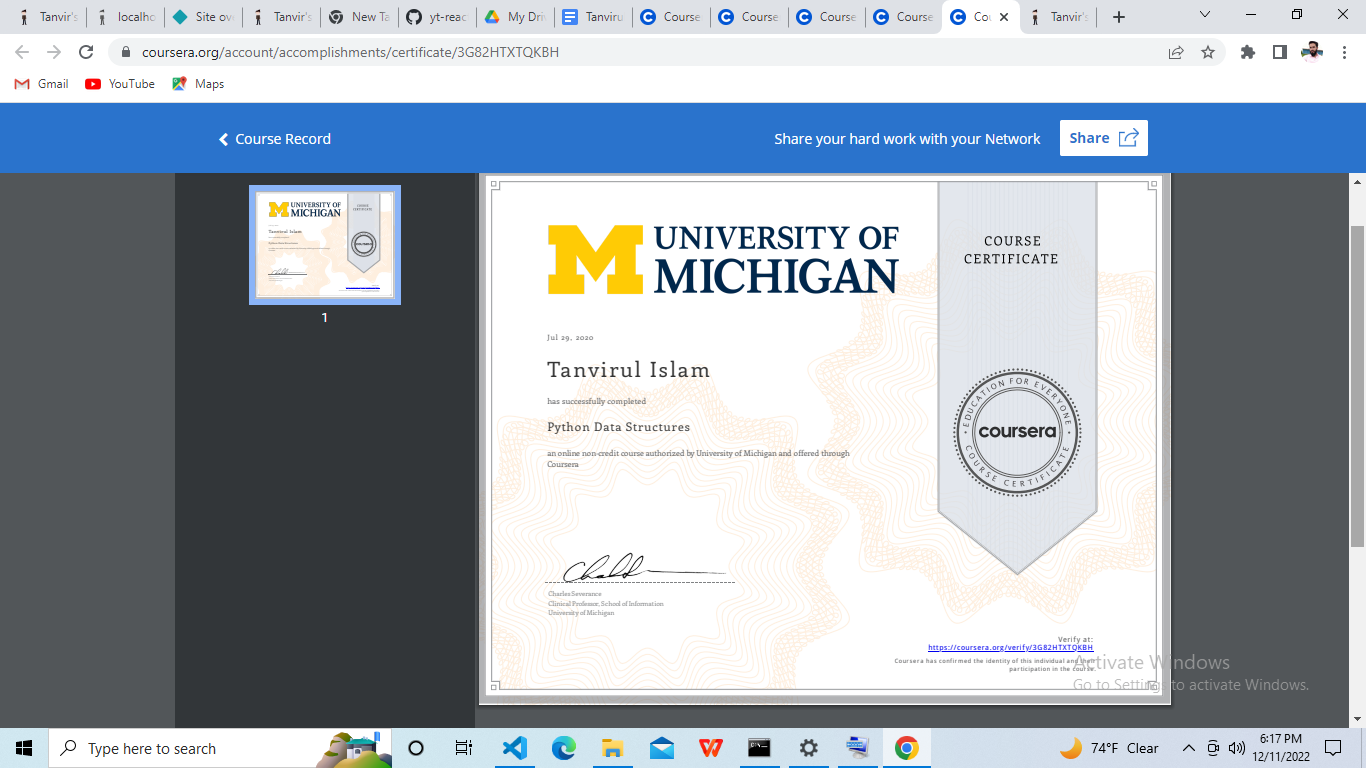 Tanvir's
localho
Site ov
Tanvir's
New Ta
yt-reac
My Driv
Tanviru
Course
Course
Course
Course
Cou
Tanvir's
coursera.org/account/accomplishments/certificate/3G82HTXTQKBH
Gmail
YouTube
Maps
Course Record
Share your hard work with your Network
Share
1
UNIVERSITY OF
MICHIGAN
COURSE
CERTIFICATE
Jul 29, 2020
Tanvirul Islam
has successfully completed
Python Data Structures
an online non-credit course authorized by University of Michigan and offered through
Coursera
EDUCATION FOR EVERYONE
coursera
COURSE CERTIFICATE
Charles Severance
Clinical Professor, School of Information
University of Michigan
Verify at:
https://coursera.org/verify/3G82HTXTQKBH
Coursera has confirmed the identity of this individual and their
participation in the course.
Activate Windows
Go to Settings to activate Windows.
Type here to search
74°F Clear
6:17 PM
12/11/2022